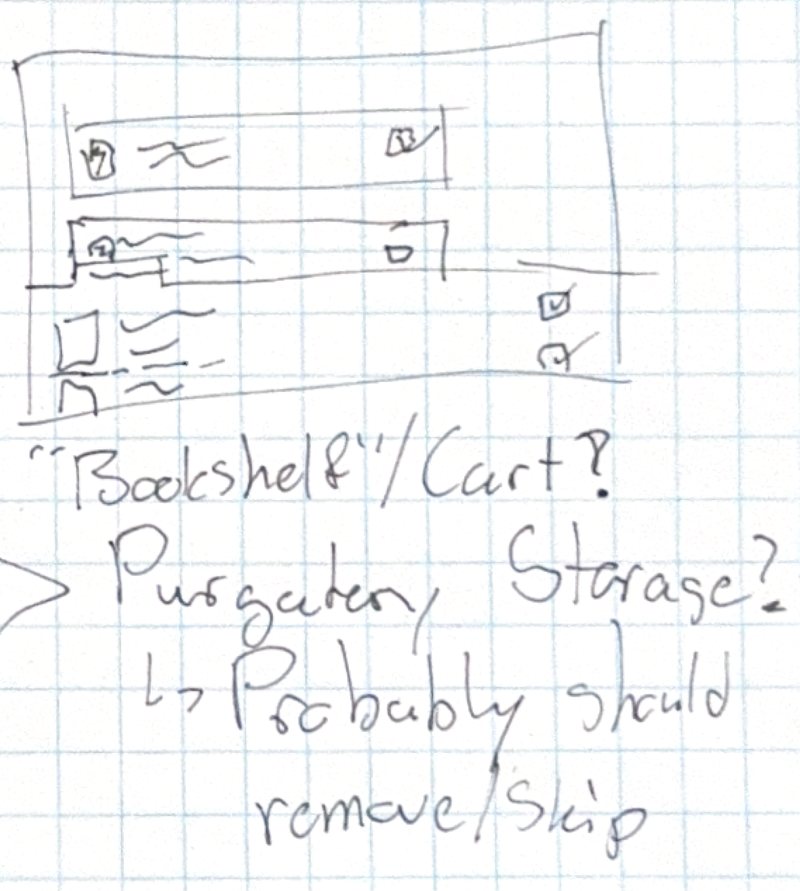 "Bookshelf"/Cart?
Purgatory Storage?
↳ Probably should
remove/skip